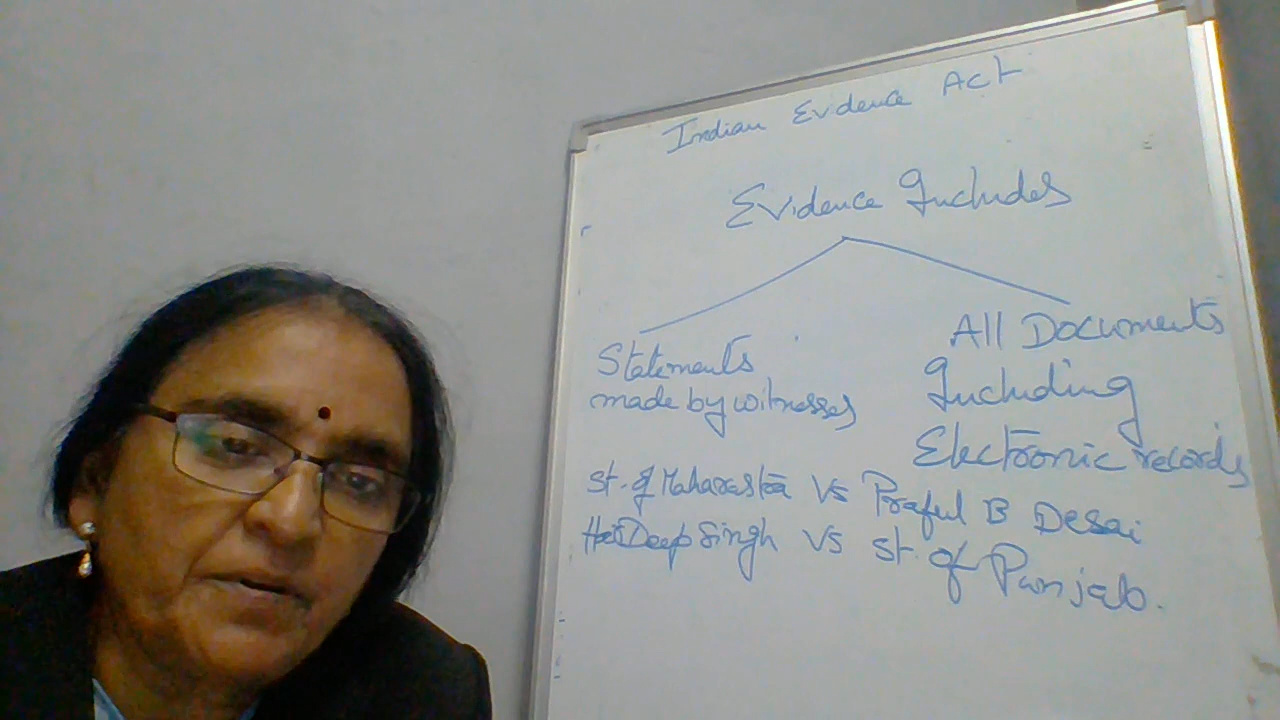 Indian Evidence Act
Evidence Includes
Statements
made by witnesses
All Documents
Including
Electronic records
St. of Maharastra Vs Praful B Desai
HarDeep Singh VS St. of Punjab.